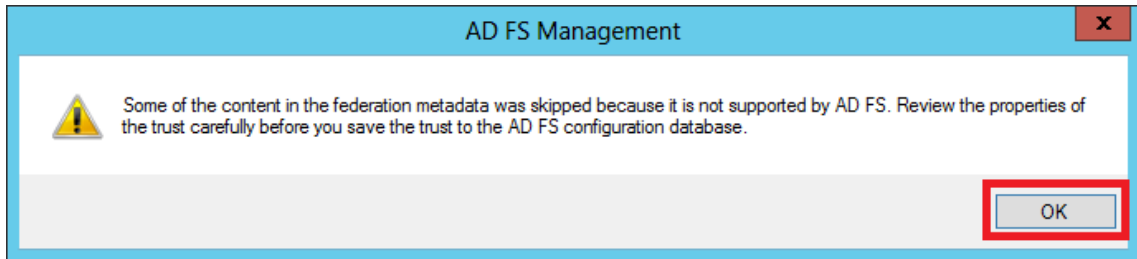 AD FS Management
x
Some of the content in the federation metadata was skipped because it is not supported by AD FS. Review the properties of
the trust carefully before you save the trust to the AD FS configuration database.
OK